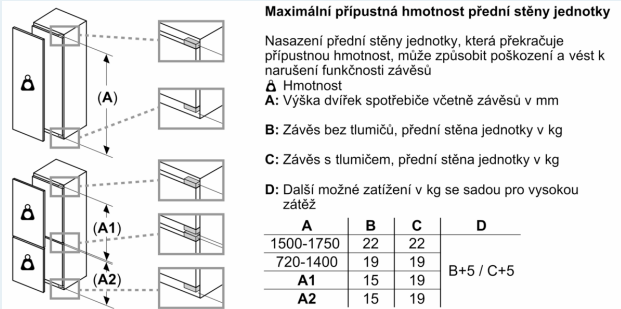 Maximální přípustná hmotnost přední stěny jednotky
Nasazení přední stěny jednotky, která překračuje
přípustnou hmotnost, může způsobit poškození a vést k
narušení funkčnosti závěsů
Hmotnost
A: Výška dvířek spotřebiče včetně závěsů v mm
B: Závěs bez tlumičů, přední stěna jednotky v kg
C: Závěs s tlumičem, přední stěna jednotky v kg
D: Další možné zatížení v kg se sadou pro vysokou
zátěž
A B C D
1500-1750 22 22
720-1400 19 19
B+5 / C+5
A1 15 19
A2 15 19
(A)
(A1)
(A2)